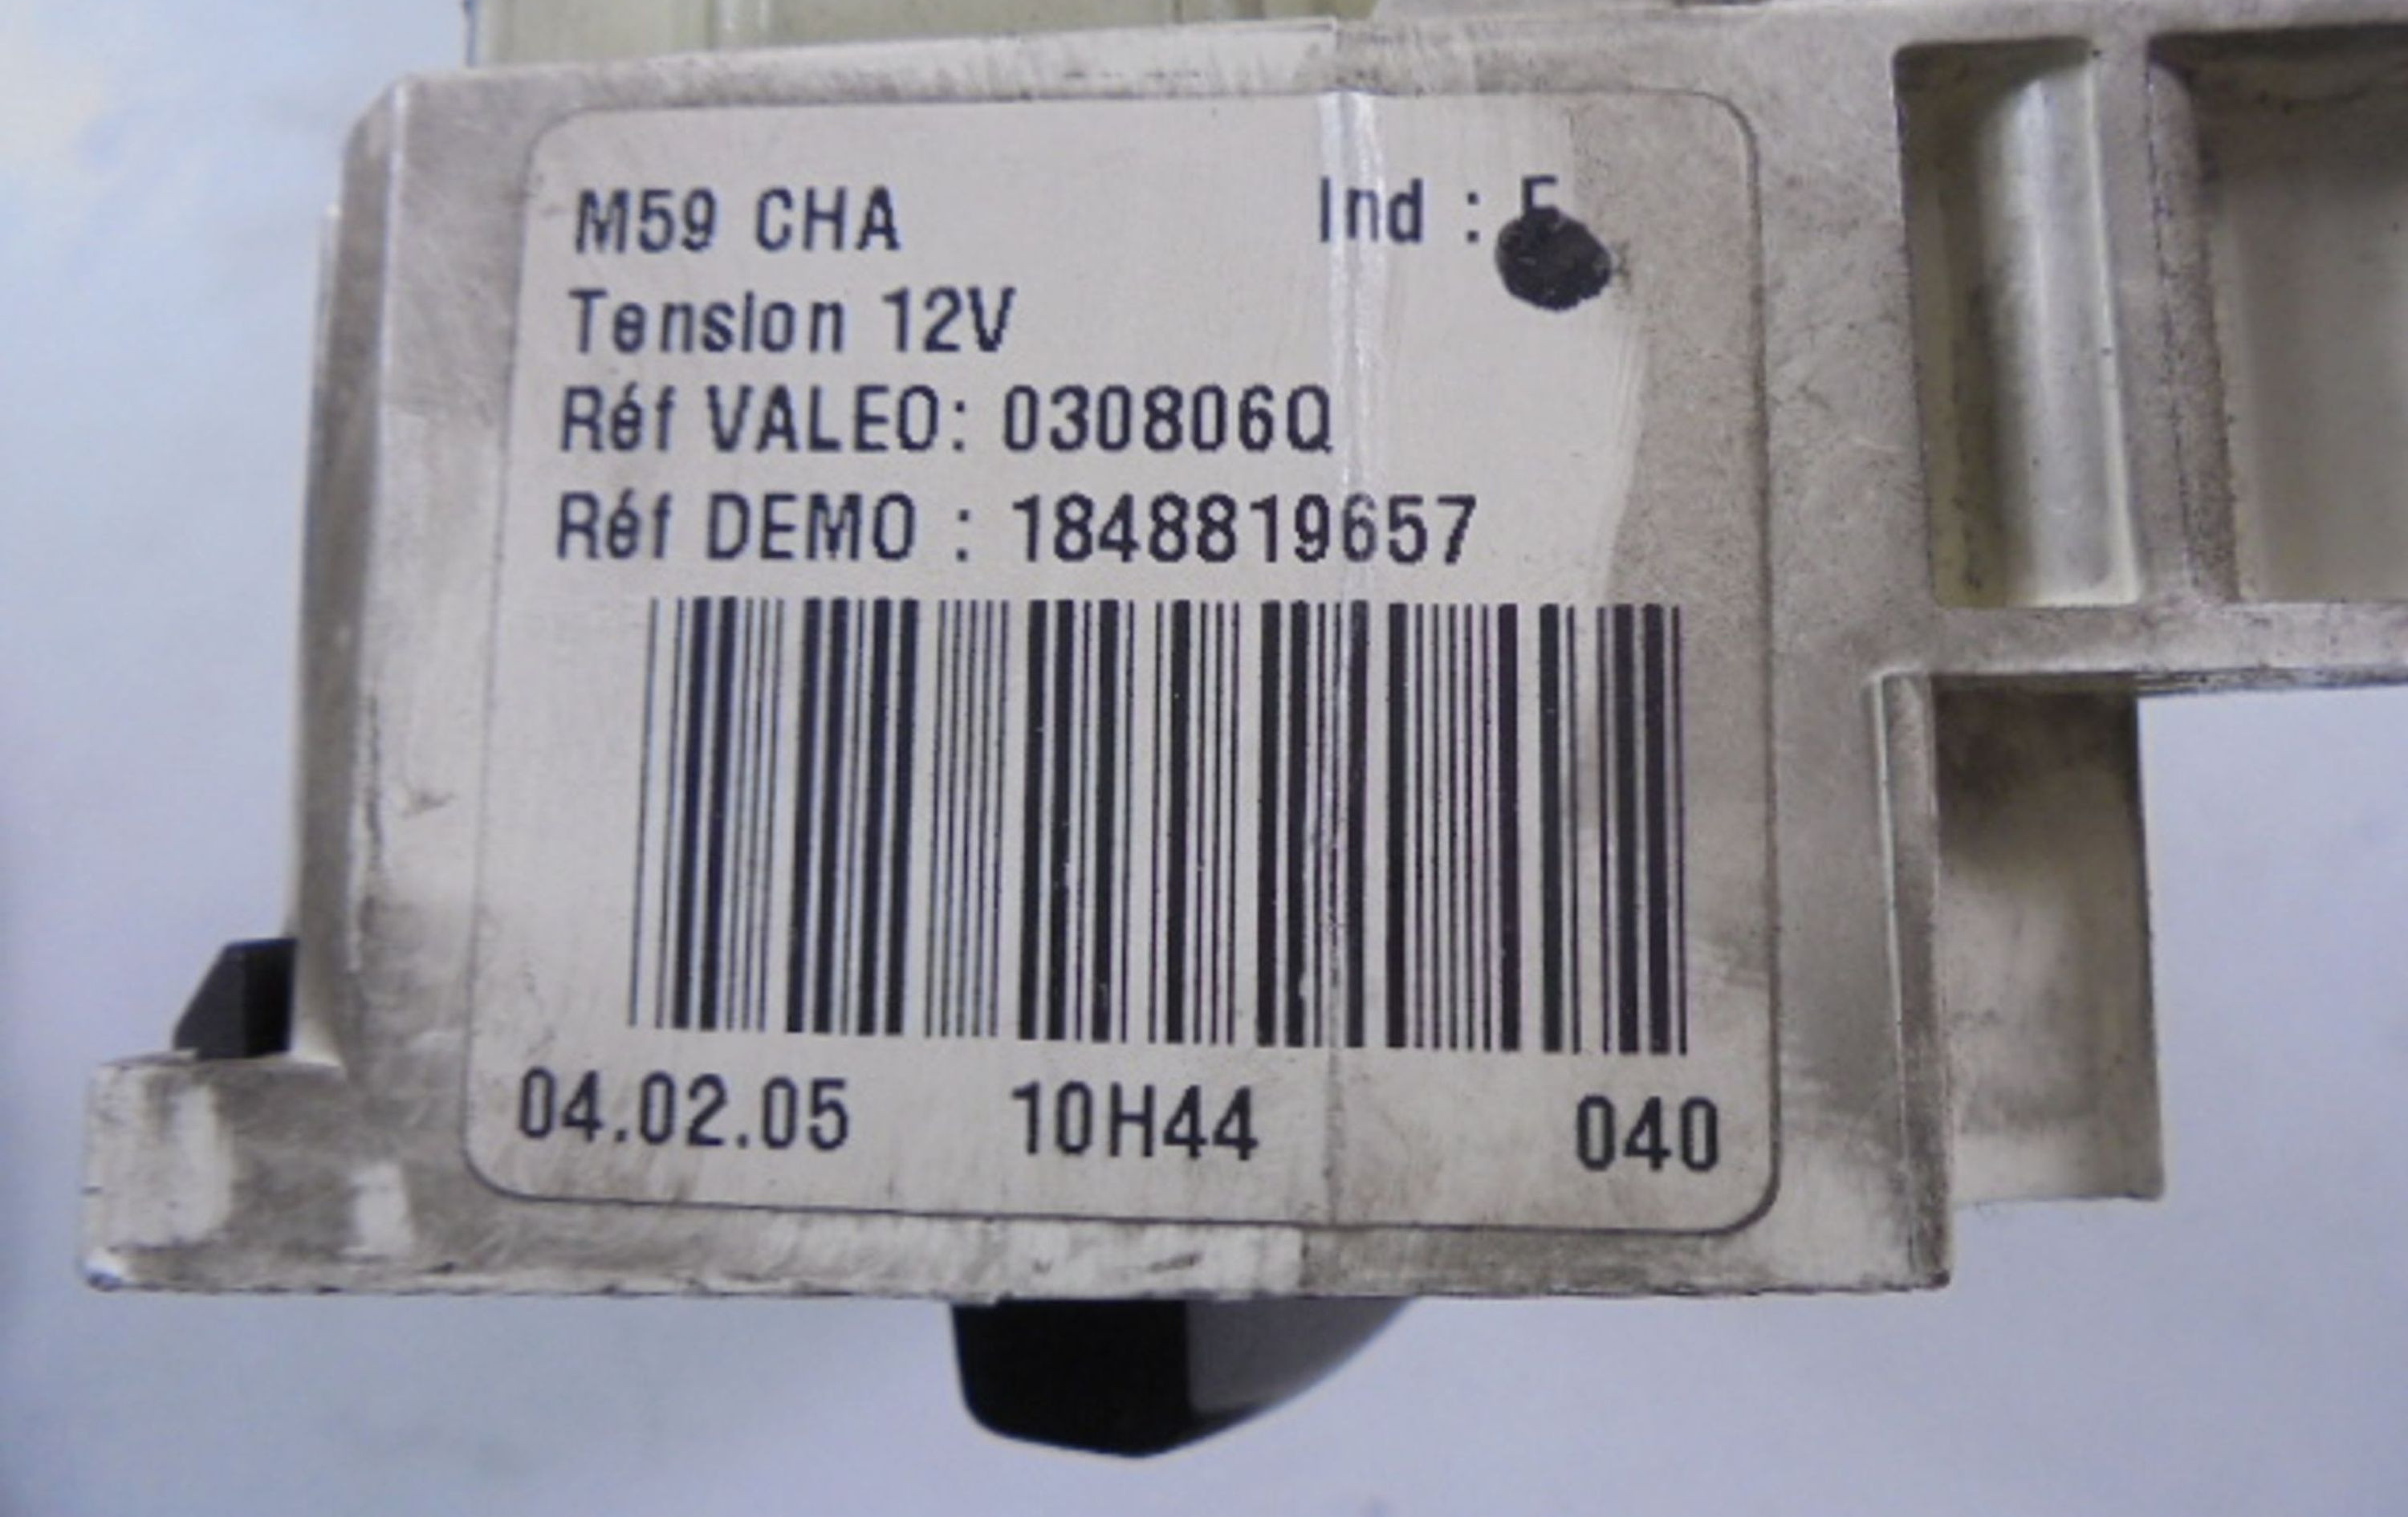 M59 CHA Ind :
Tension 12V
Réf VALEO: 030806Q
Réf DEMO : 1848819657
04.02.05 10H44 040